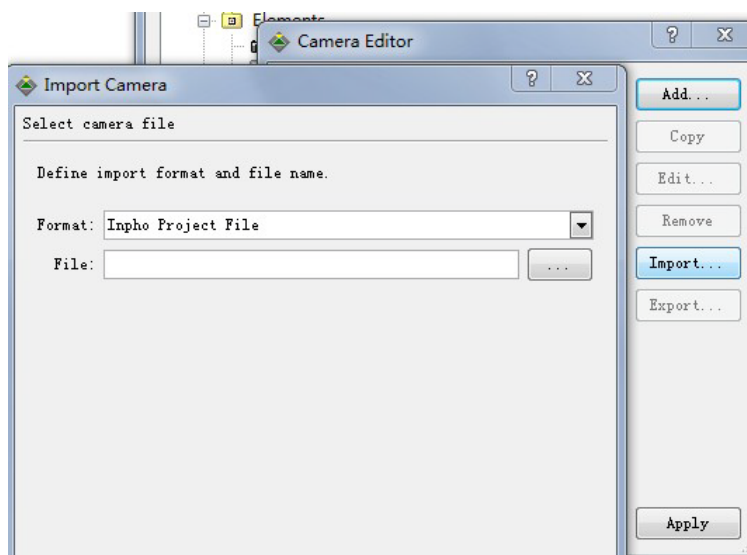 Elements
Camera Editor
Import Camera
Select camera file
Define import format and file name.
Format: Inpho Project File
File:
...
Add...
Copy
Edit...
Remove
Import...
Export...
Apply